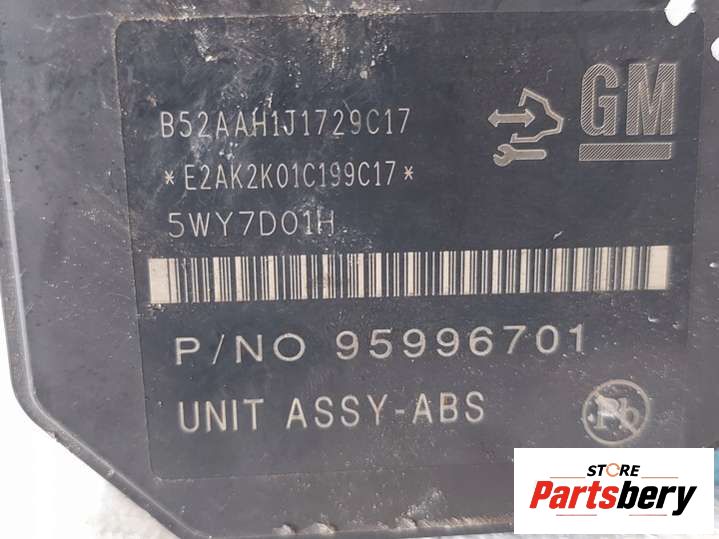 B52AAH1J1729C17
*E2AK2K01C199C17*
5WY7D01H
GM
P/NO 95996701
UNIT ASSY-ABS
Pb
STORE
Partsbery